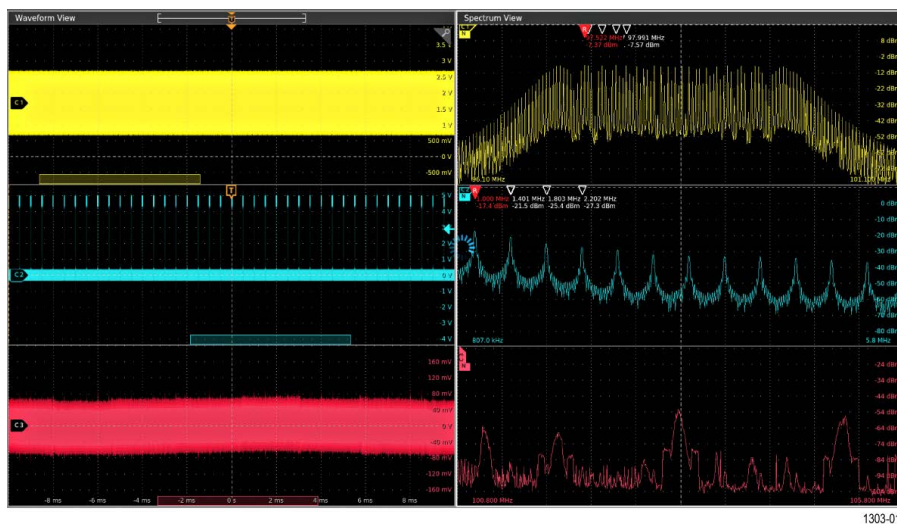 Waveform View
T
3.5
3 V
2.5 V
2 V
C 1
1.5 V
1 V
500 mV
0 V
-500 mV
T
5 V
4 V
2 V
1 V
C 2
0 V
-1 V
-2 V
-3 V
-4 V
160 mV
120 mV
80 mV
40 mV
C 3
0 V
-40 mV
-80 mV
-120 mV
-160 mV
-8 ms -6 ms -4 ms -2 ms 0 s 2 ms 4 ms 6 ms 8 ms
Spectrum View
N
R
97.991 MHz
-7.57 dBm
8 dBm
-2 dBm
-12 dBm
-22 dBm
-32 dBm
-42 dBm
-52 dBm
96.10 MHz
R
1.000 MHz 1.401 MHz 1.803 MHz 2.202 MHz
-17.4 dBm -21.5 dBm -25.4 dBm -27.3 dBm
0 dBm
-10 dBm
-20 dBm
-30 dBm
-40 dBm
-50 dBm
-80 dBm
807.0 kHz
5.8 MHz
N
-24 dBm
-34 dBm
-44 dBm
-54 dBm
-64 dBm
-74 dBm
-84 dBm
-94 dBm
100.800 MHz
105.800 MHz